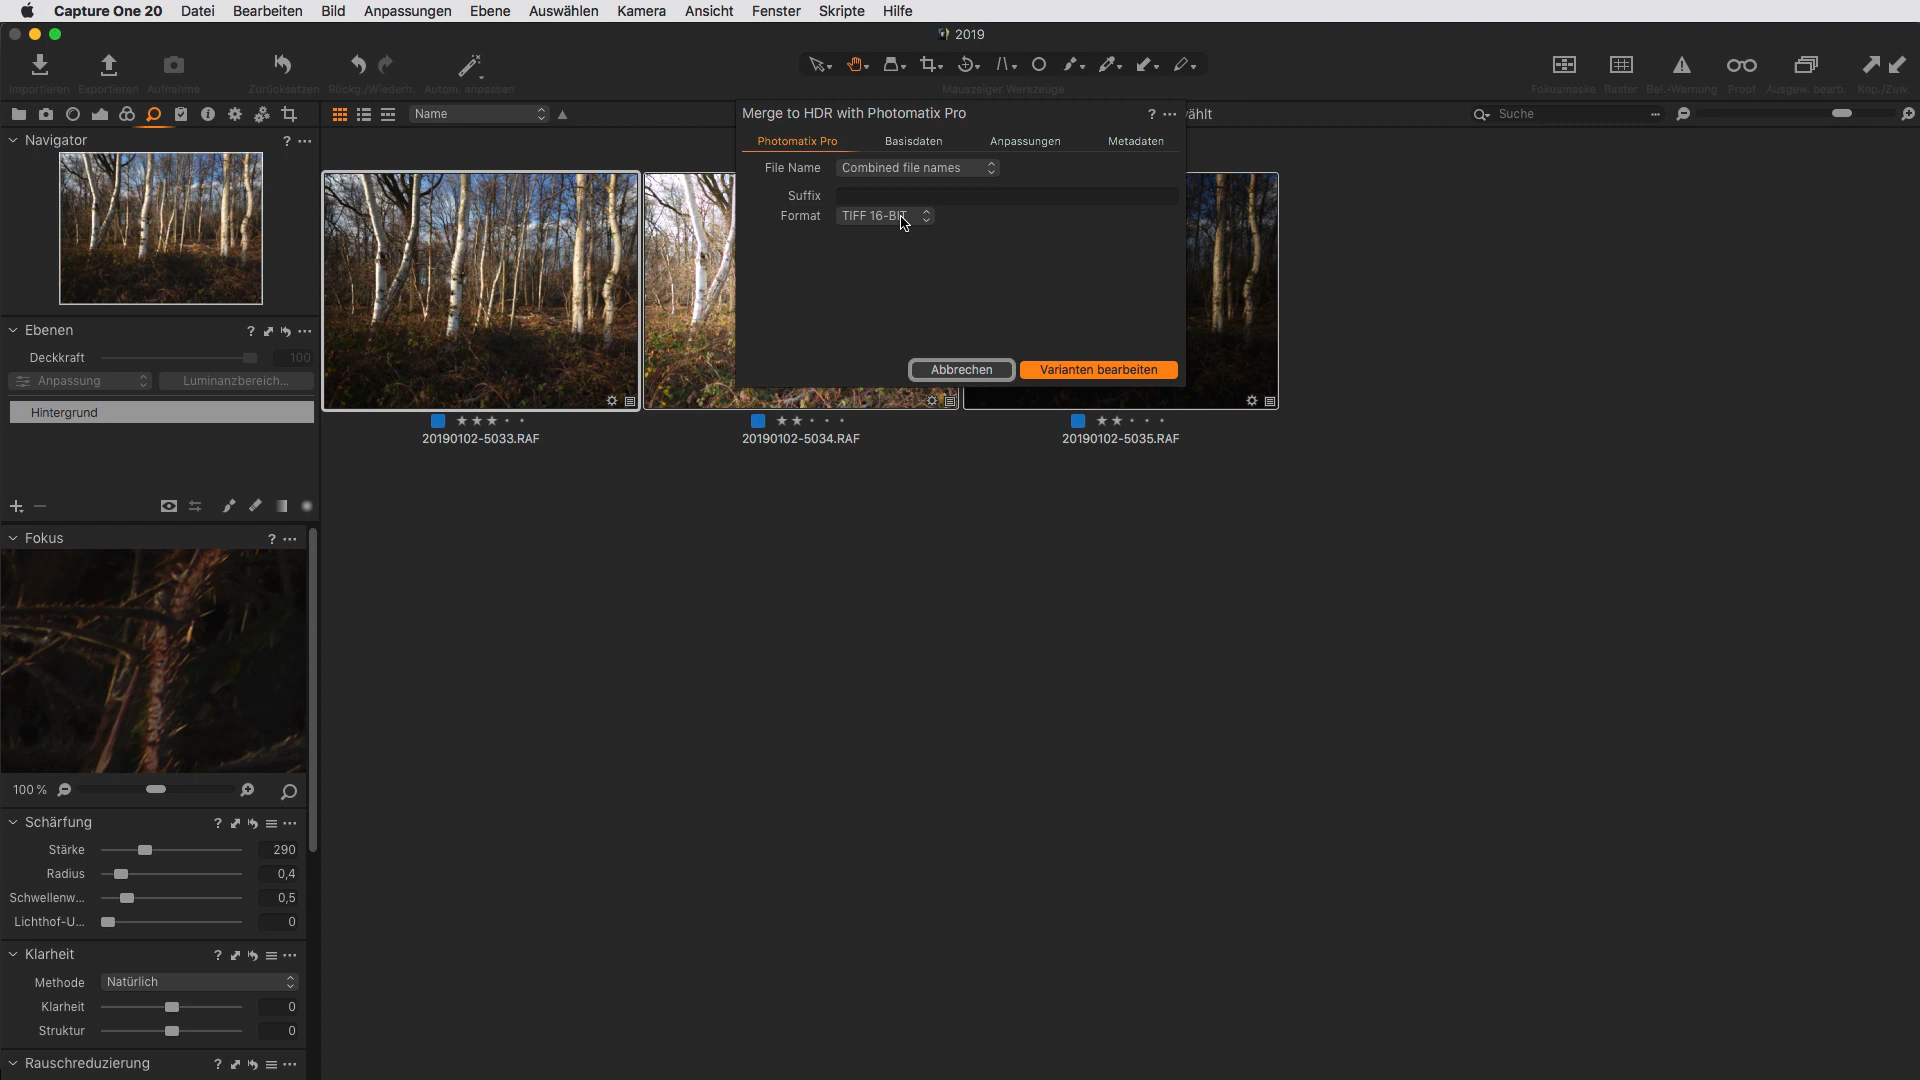 Capture One 20 Datei Bearbeiten Bild Anpassungen Ebene Auswählen Kamera Ansicht Fenster Skripte Hilfe
2019
Importieren Exportieren Aufnahme Zurücksetzen Rückg./Wiederh. Autom. anpassen Mauszeiger Werkzeuge Fokusmaske Raster Bel.-Warnung Proof Ausgew. bearb. Kop./Zuw.
Name
Suche
Navigator
Merge to HDR with Photomatix Pro
Photomatix Pro Basisdaten Anpassungen Metadaten
File Name Combined file names
Suffix
Format TIFF 16-BIT
Abbrechen Varianten bearbeiten
20190102-5033.RAF 20190102-5034.RAF 20190102-5035.RAF
Ebenen
Deckkraft 100
Anpassung Luminanzbereich...
Hintergrund
Fokus
100 %
Schärfung
Stärke 290
Radius 0,4
Schwellenw... 0,5
Lichthof-U... 0
Klarheit
Methode Natürlich
Klarheit 0
Struktur 0
Rauschreduzierung